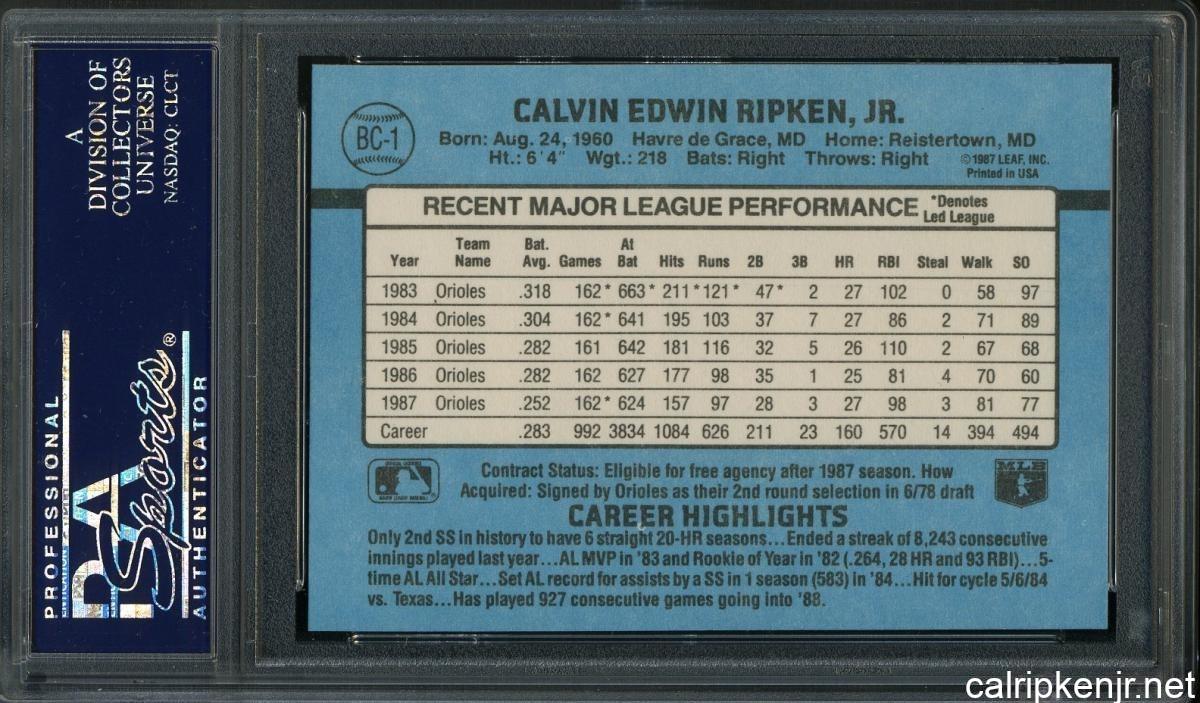 A
DIVISION OF
COLLECTORS
UNIVERSE
NASDAQ: CLCT
PROFESSIONAL
PSA
Sports®
AUTHENTICATOR
BC-1
CALVIN EDWIN RIPKEN, JR.
Born: Aug. 24, 1960 Havre de Grace, MD Home: Reistertown, MD
Ht.: 6'4" Wgt.: 218 Bats: Right Throws: Right ©1987 LEAF, INC.
Printed in USA
RECENT MAJOR LEAGUE PERFORMANCE *Denotes
Led League
Year Team Name Bat. Avg. Games At Bat Hits Runs 2B 3B HR RBI Steal Walk SO
1983 Orioles .318 162* 663* 211* 121* 47* 2 27 102 0 58 97
1984 Orioles .304 162* 641 195 103 37 7 27 86 2 71 89
1985 Orioles .282 161 642 181 116 32 5 26 110 2 67 68
1986 Orioles .282 162 627 177 98 35 1 25 81 4 70 60
1987 Orioles .252 162* 624 157 97 28 3 27 98 3 81 77
Career .283 992 3834 1084 626 211 23 160 570 14 394 494
Contract Status: Eligible for free agency after 1987 season. How
Acquired: Signed by Orioles as their 2nd round selection in 6/78 draft
MLB
CAREER HIGHLIGHTS
Only 2nd SS in history to have 6 straight 20-HR seasons...Ended a streak of 8,243 consecutive
innings played last year...AL MVP in '83 and Rookie of Year in '82 (.264, 28 HR and 93 RBI)...5-
time AL All Star...Set AL record for assists by a SS in 1 season (583) in '84...Hit for cycle 5/6/84
vs. Texas...Has played 927 consecutive games going into '88.
calripkenjr.net